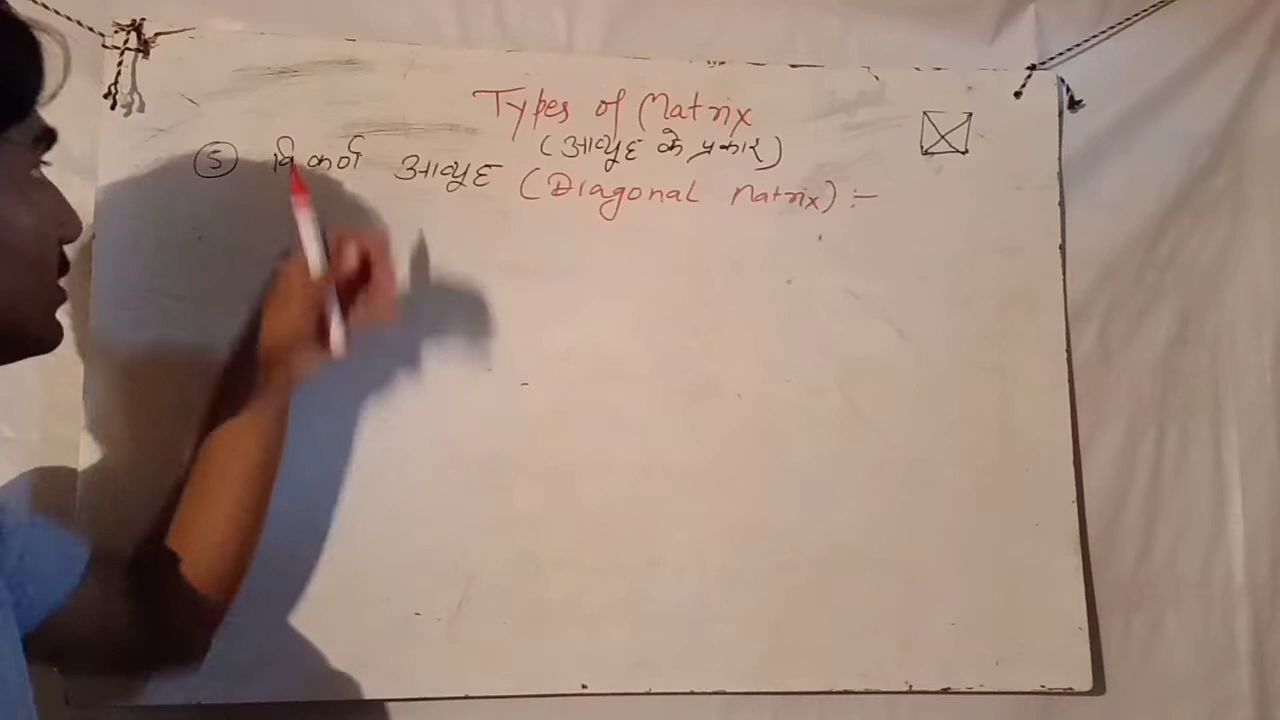 Types of Matrix
(आव्यूह के प्रकार)
(5) विकर्ण आव्यूह (Diagonal Matrix) :-